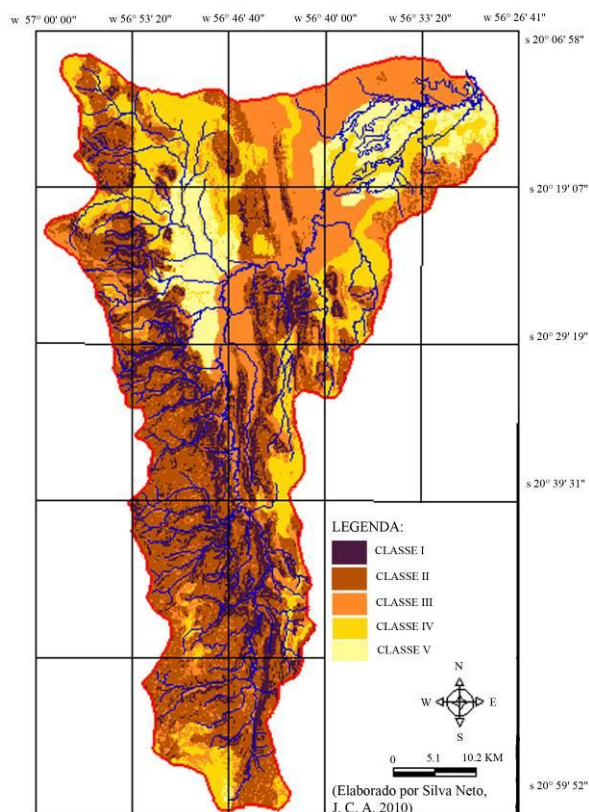 w 57° 00' 00" w 56° 53' 20" w 56° 46' 40" w 56° 40' 00" w 56° 33' 20" w 56° 26' 41"
s 20° 06' 58"
s 20° 19' 07"
s 20° 29' 19"
s 20° 39' 31"
LEGENDA:
CLASSE I
CLASSE II
CLASSE III
CLASSE IV
CLASSE V
N
W E
S
0 5.1 10.2 KM
s 20° 59' 52"
(Elaborado por Silva Neto,
J. C. A. 2010)